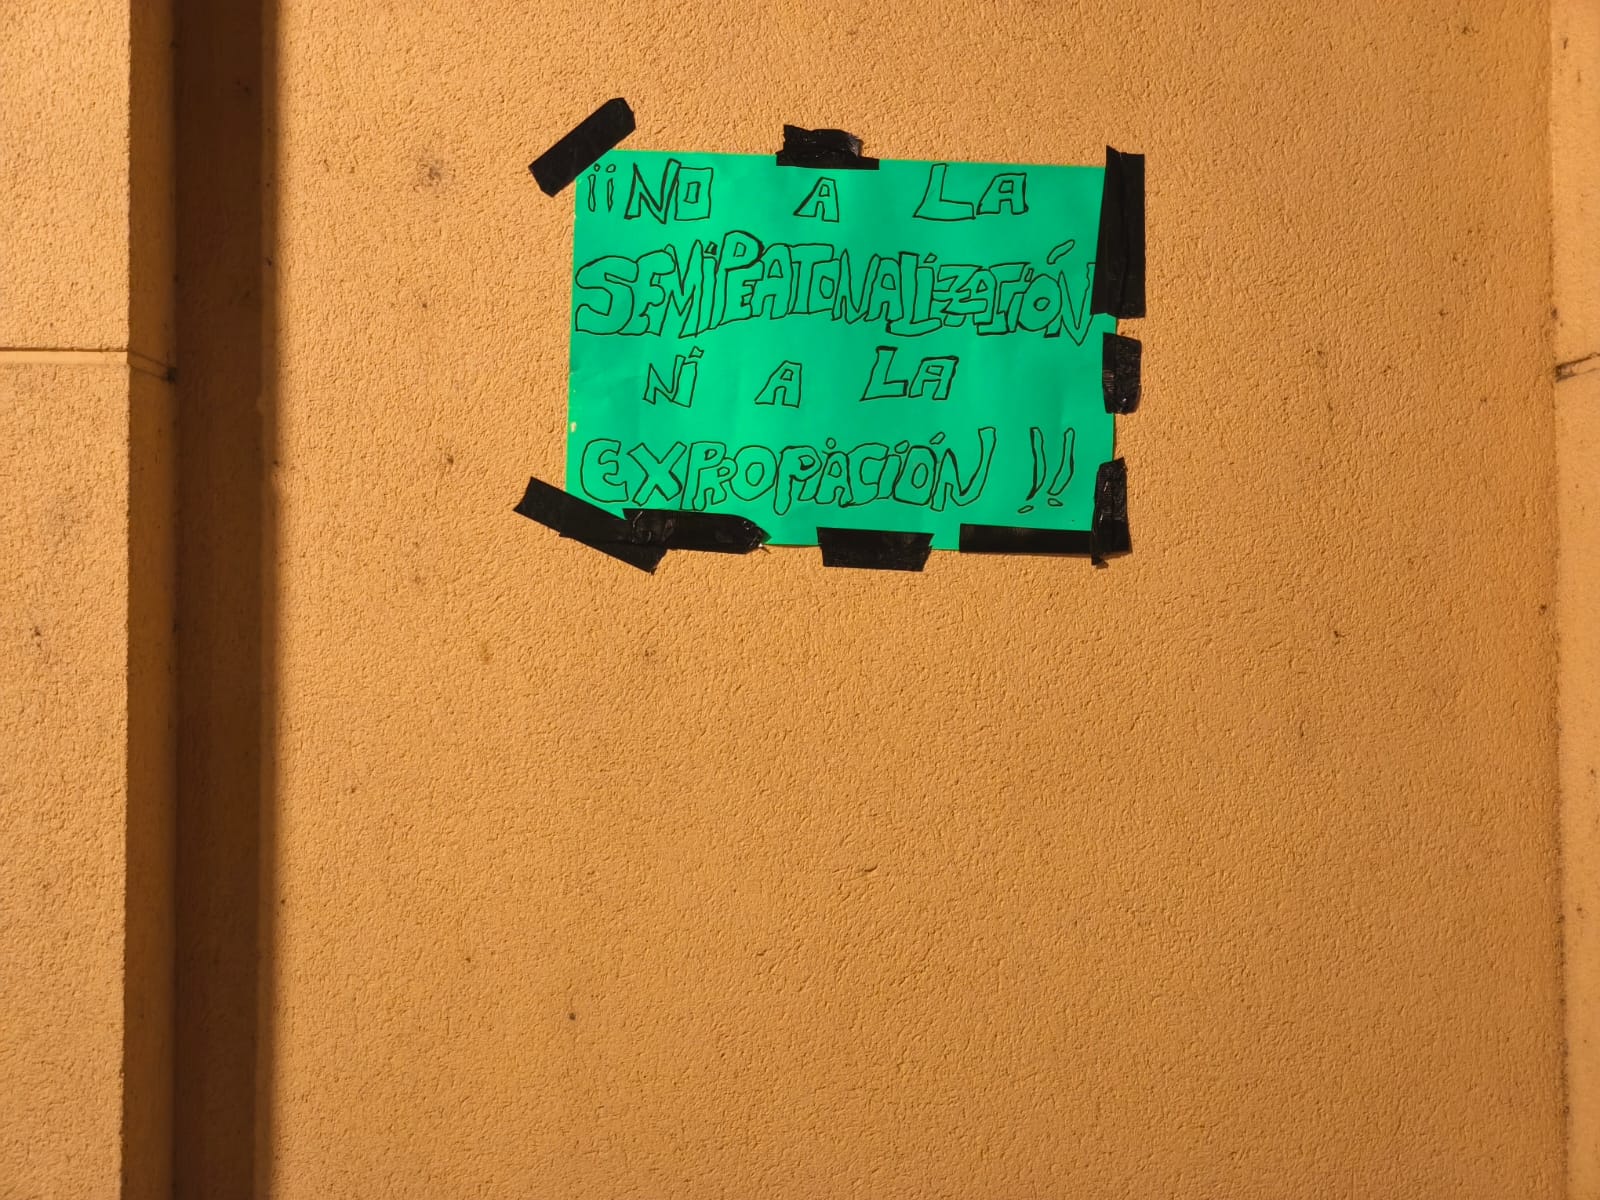 ¡¡NO A LA
SEMIPEATONALIZACIÓN
NI A LA
EXPROPIACIÓN !!